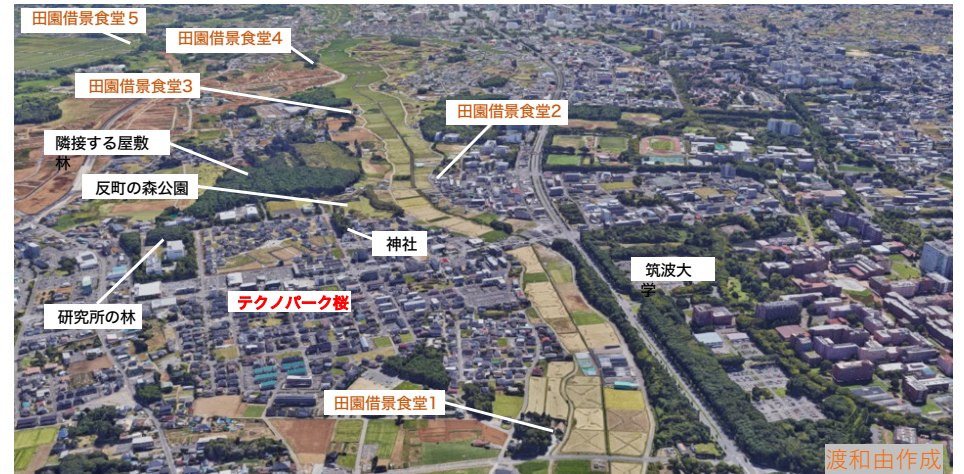 田園借景食堂５
田園借景食堂4
田園借景食堂3
田園借景食堂2
隣接する屋敷
林
反町の森公園
神社
筑波大
学
テクノパーク桜
研究所の林
田園借景食堂1
渡和由作成